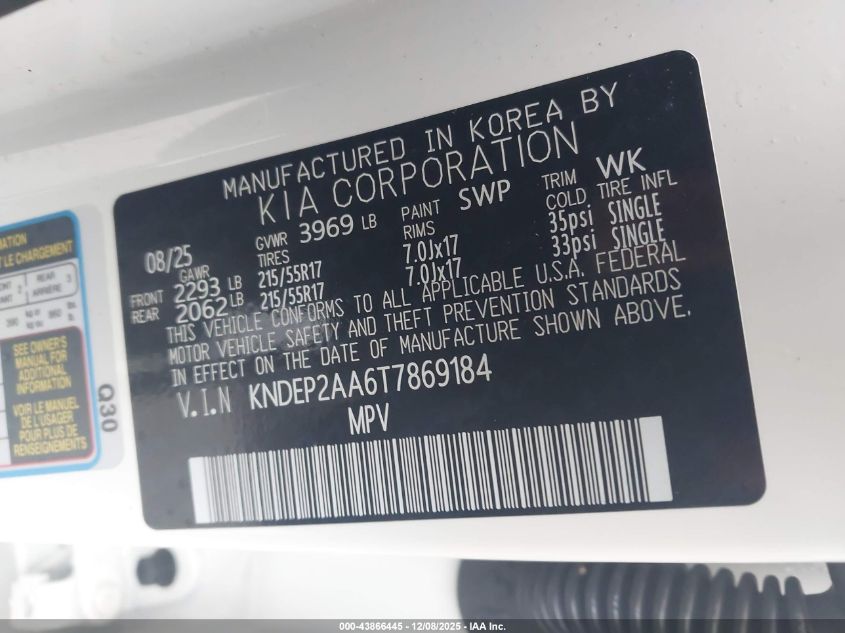 MANUFACTURED IN KOREA BY
KIA CORPORATION
08/25 GVWR 3969 LB PAINT SWP TRIM WK
GAWR TIRES RIMS COLD TIRE INFL
FRONT 2293 LB 215/55R17 7.0Jx17 35psi SINGLE
REAR 2062 LB 215/55R17 7.0Jx17 33psi SINGLE
THIS VEHICLE CONFORMS TO ALL APPLICABLE U.S.A. FEDERAL
MOTOR VEHICLE SAFETY AND THEFT PREVENTION STANDARDS
IN EFFECT ON THE DATE OF MANUFACTURE SHOWN ABOVE.
V.I.N KNDEP2AA6T7869184
MPV
LE CHARGEMENT
REAR
ARRIÈRE
SEE OWNER'S
MANUAL FOR
ADDITIONAL
INFORMATION
VOIR LE MANUEL
DE L'USAGER
POUR PLUS DE
RENSEIGNEMENTS
Q30
000-43866445 - 12/08/2025 - IAA Inc.